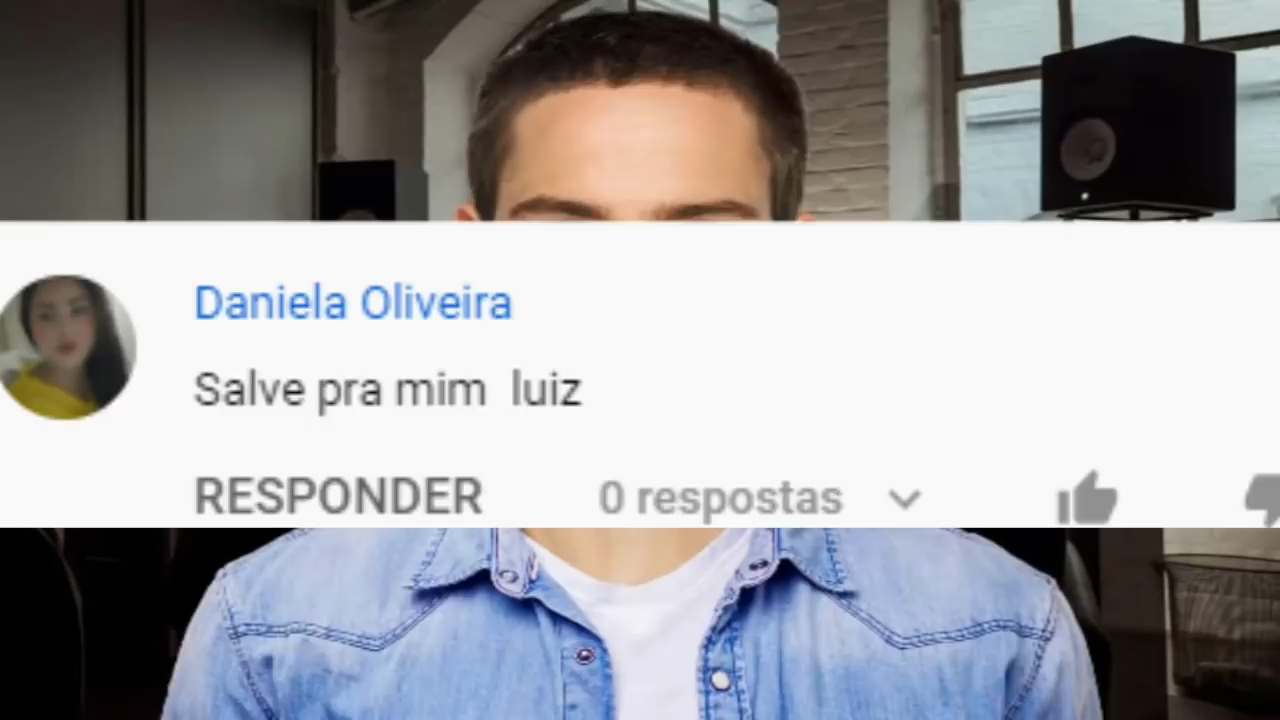 Daniela Oliveira
Salve pra mim luiz
RESPONDER 0 respostas